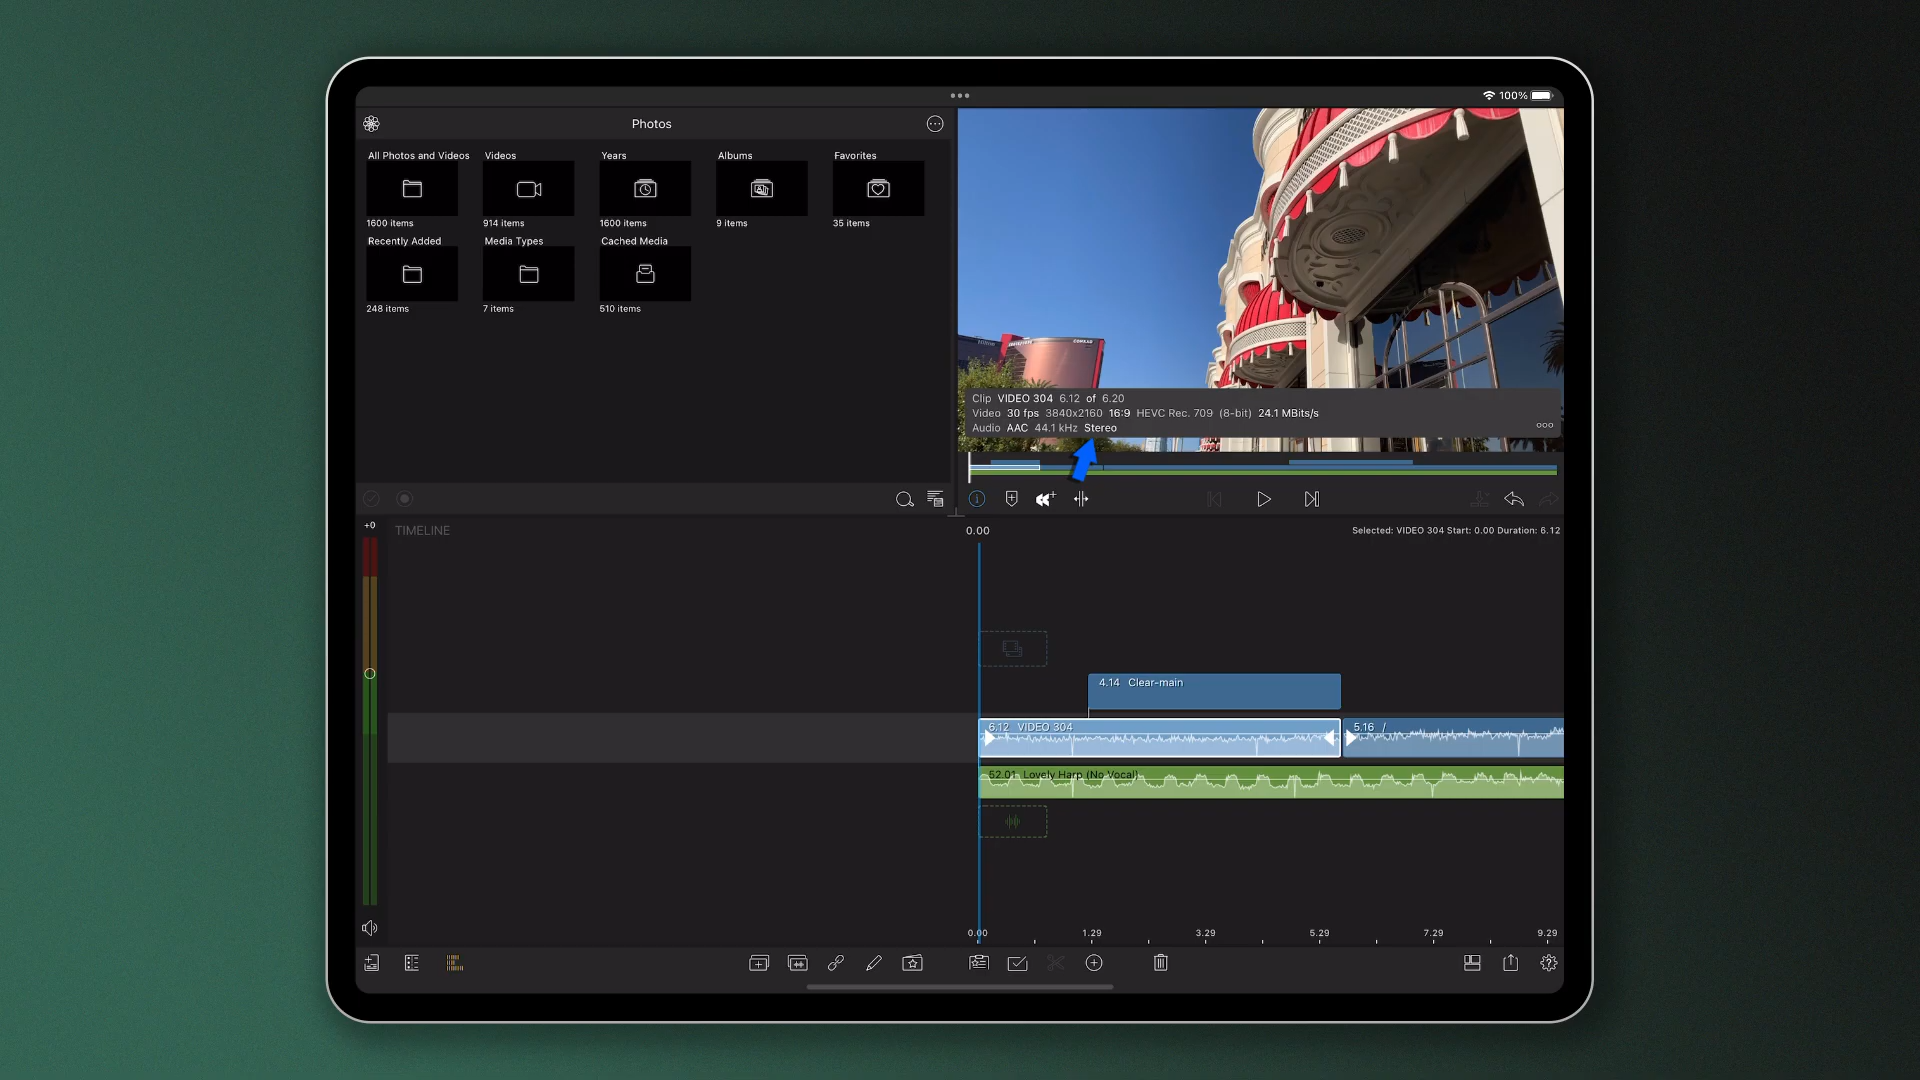 100%
Photos
All Photos and Videos
1600 items
Videos
914 items
Years
1600 items
Albums
9 items
Favorites
35 items
Recently Added
248 items
Media Types
7 items
Cached Media
510 items
CONRAD
Clip VIDEO 304 6.12 of 6.20
Video 30 fps 3840x2160 16:9 HEVC Rec. 709 (8-bit) 24.1 MBits/s
Audio AAC 44.1 kHz Stereo
+0
TIMELINE
0.00
Selected: VIDEO 304 Start: 0.00 Duration: 6.12
4.14 Clear-main
6.12 VIDEO 304
5.16 /
52.01 Lovely Harp (No Vocal)
0.00
1.29
3.29
5.29
7.29
9.29